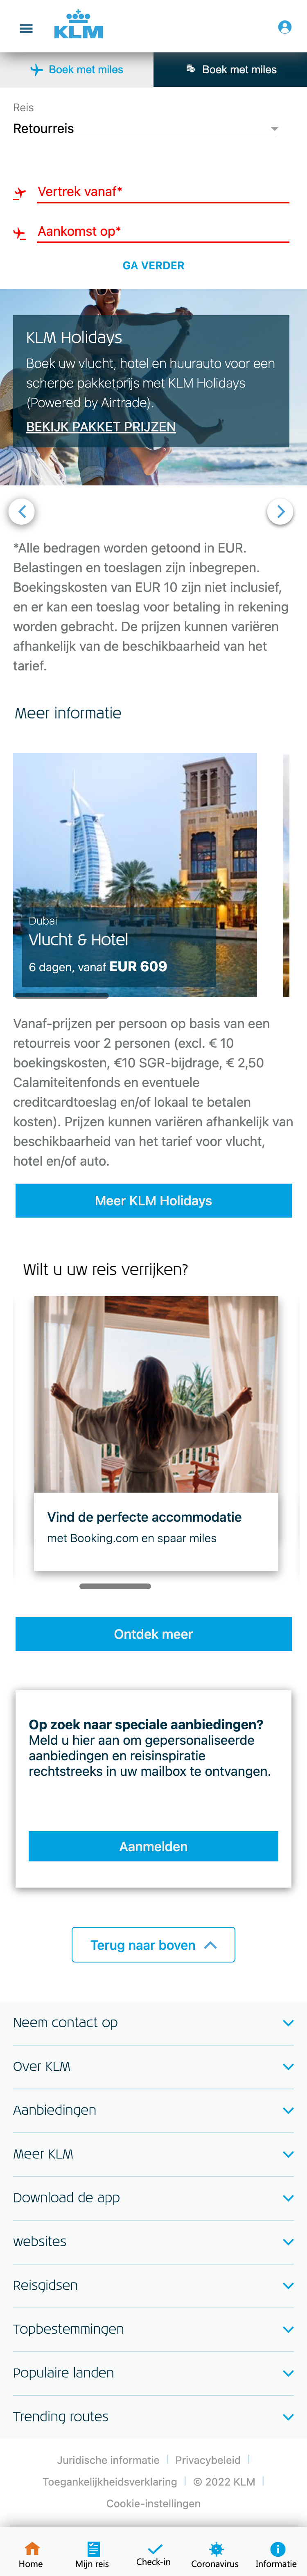 KLM
Boek met miles
Boek met miles
Reis
Retourreis
Vertrek vanaf*
Aankomst op*
GA VERDER
KLM Holidays
Boek uw vlucht, hotel en huurauto voor een
scherpe pakketprijs met KLM Holidays
(Powered by Airtrade).
BEKIJK PAKKET PRIJZEN
*Alle bedragen worden getoond in EUR.
Belastingen en toeslagen zijn inbegrepen.
Boekingskosten van EUR 10 zijn niet inclusief,
en er kan een toeslag voor betaling in rekening
worden gebracht. De prijzen kunnen variëren
afhankelijk van de beschikbaarheid van het
tarief.
Meer informatie
Dubai
Vlucht & Hotel
6 dagen, vanaf EUR 609
Vanaf-prijzen per persoon op basis van een
retourreis voor 2 personen (excl. € 10
boekingskosten, €10 SGR-bijdrage, € 2,50
Calamiteitenfonds en eventuele
creditcardtoeslag en/of lokaal te betalen
kosten). Prijzen kunnen variëren afhankelijk van
beschikbaarheid van het tarief voor vlucht,
hotel en/of auto.
Meer KLM Holidays
Wilt u uw reis verrijken?
Vind de perfecte accommodatie
met Booking.com en spaar miles
Ontdek meer
Op zoek naar speciale aanbiedingen?
Meld u hier aan om gepersonaliseerde
aanbiedingen en reisinspiratie
rechtstreeks in uw mailbox te ontvangen.
Aanmelden
Terug naar boven
Neem contact op
Over KLM
Aanbiedingen
Meer KLM
Download de app
websites
Reisgidsen
Topbestemmingen
Populaire landen
Trending routes
Juridische informatie | Privacybeleid |
Toegankelijkheidsverklaring | © 2022 KLM |
Cookie-instellingen
Home Mijn reis Check-in Coronavirus Informatie